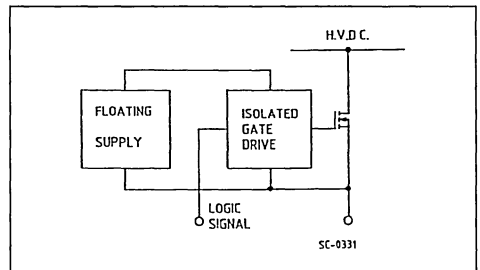 H.V.D C.
FLOATING
SUPPLY
ISOLATED
GATE
DRIVE
LOGIC
SIGNAL
SC-0331